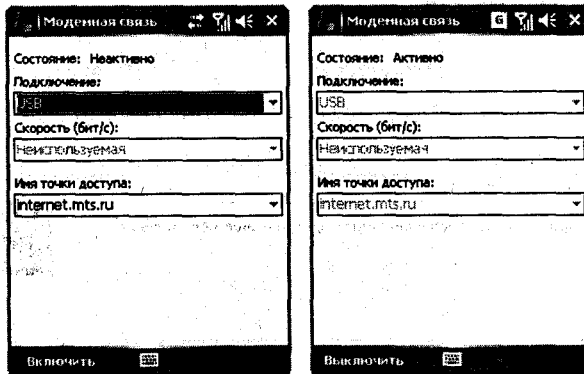 Модемная связь
Состояние: Неактивно
Подключение:
USB
Скорость (бит/с):
Неиспользуемая
Имя точки доступа:
internet.mts.ru
Включить
Модемная связь
G
Состояние: Активно
Подключение:
USB
Скорость (бит/с):
Неиспользуемая
Имя точки доступа:
internet.mts.ru
Выключить